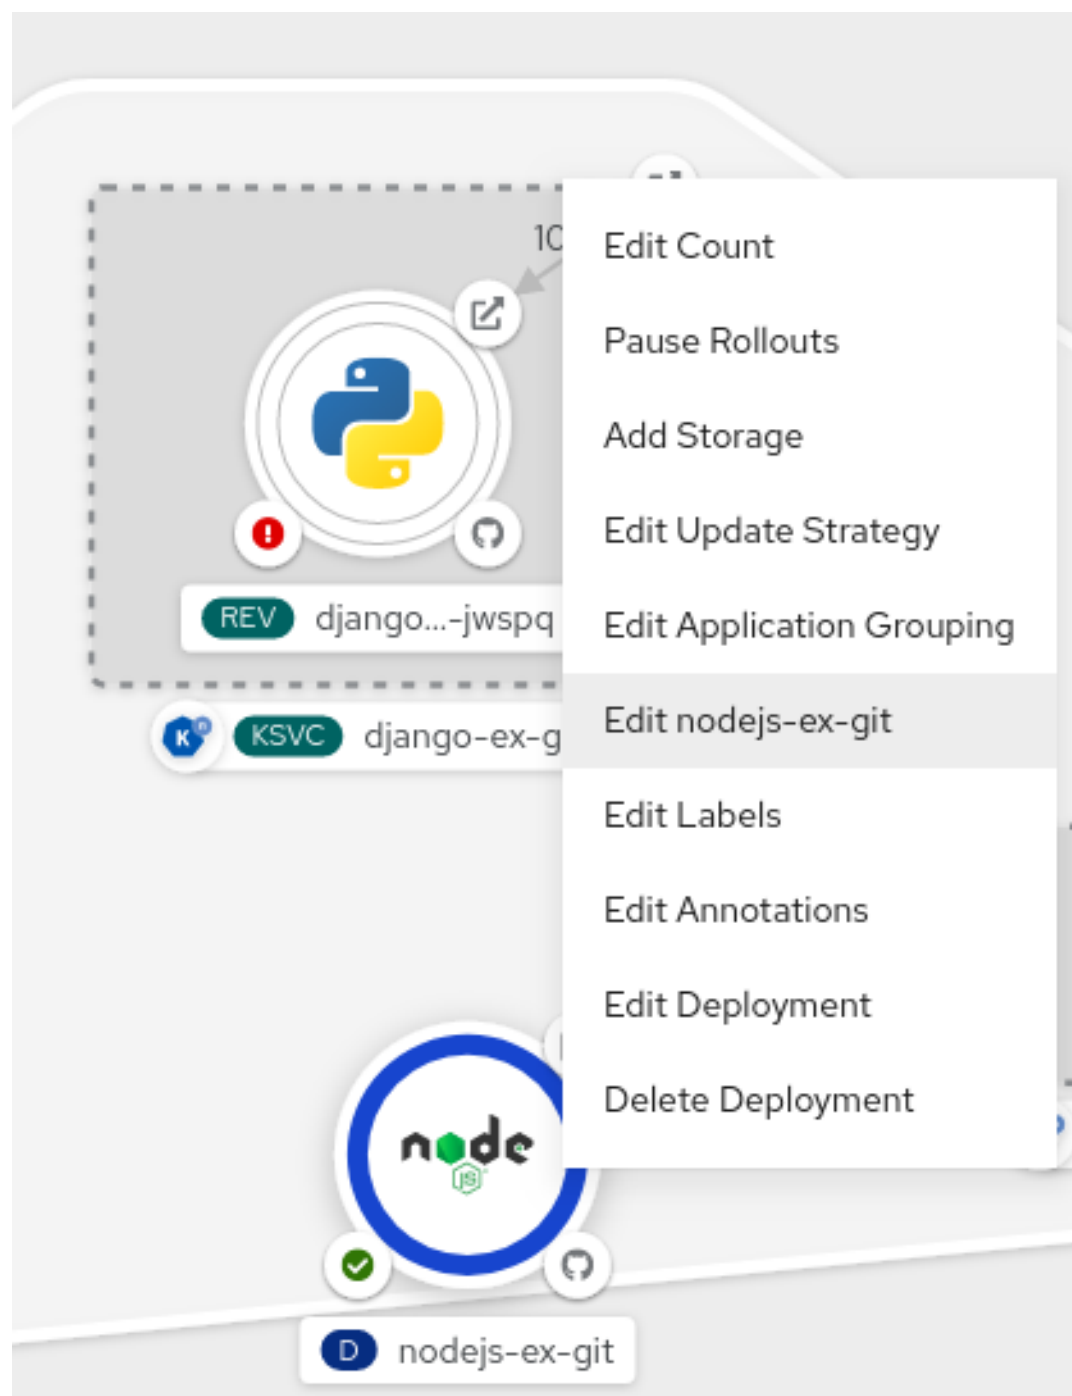 10
Edit Count
Pause Rollouts
Add Storage
Edit Update Strategy
REV django...-jwspq
Edit Application Grouping
K n KSVC django-ex-g
Edit nodejs-ex-git
Edit Labels
Edit Annotations
Edit Deployment
Delete Deployment
node
JS
D nodejs-ex-git